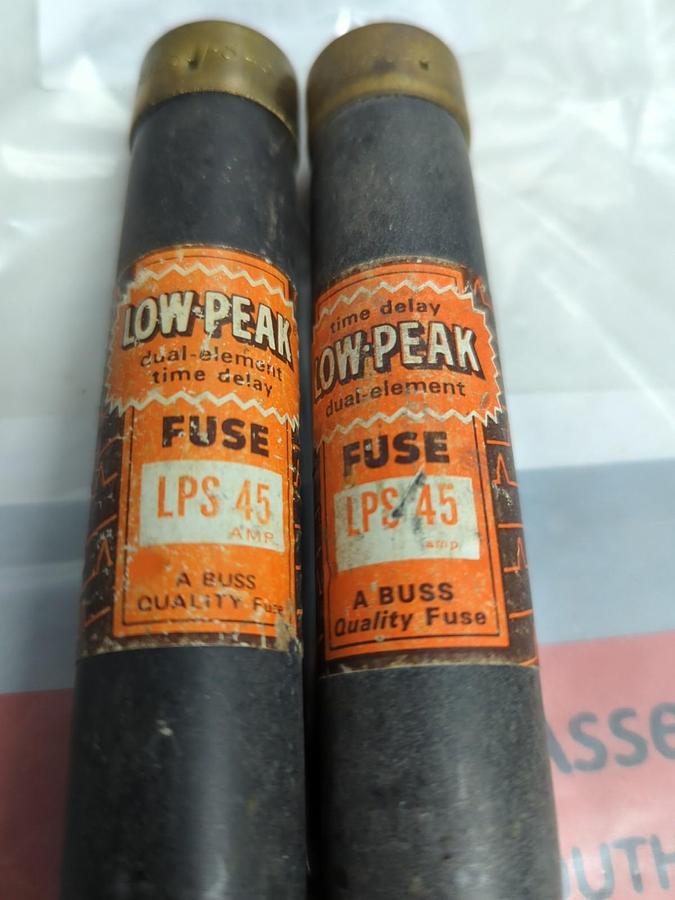 LOW-PEAK
dual-element
time delay
FUSE
LPS 45
AMP.
A BUSS
QUALITY Fuse
time delay
LOW-PEAK
dual-element
FUSE
LPS 45
amp.
A BUSS
Quality Fuse
Asse
OUTH